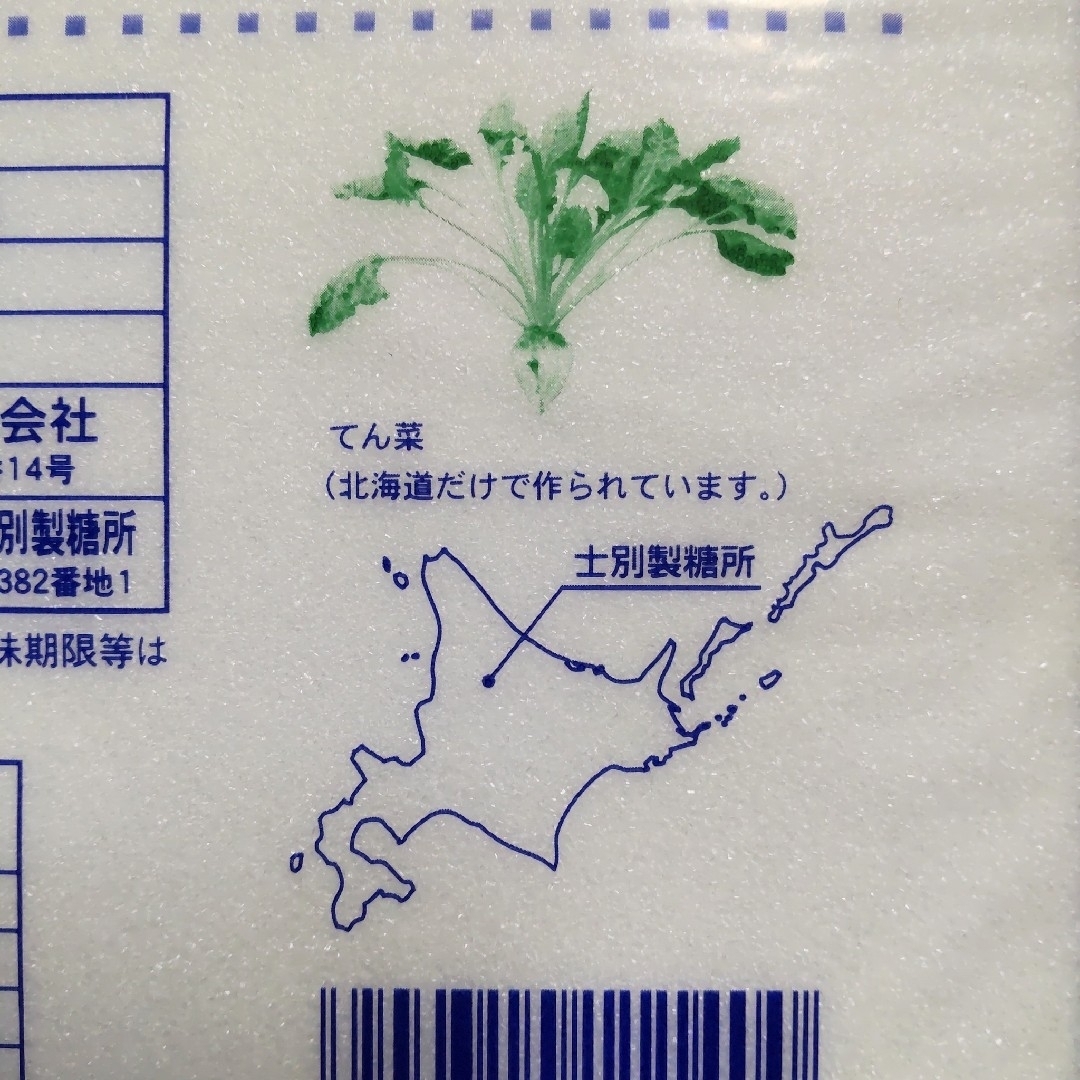 会社
14号
別製糖所
382番地1
味期限等は
てん菜
（北海道だけで作られています。）
士別製糖所